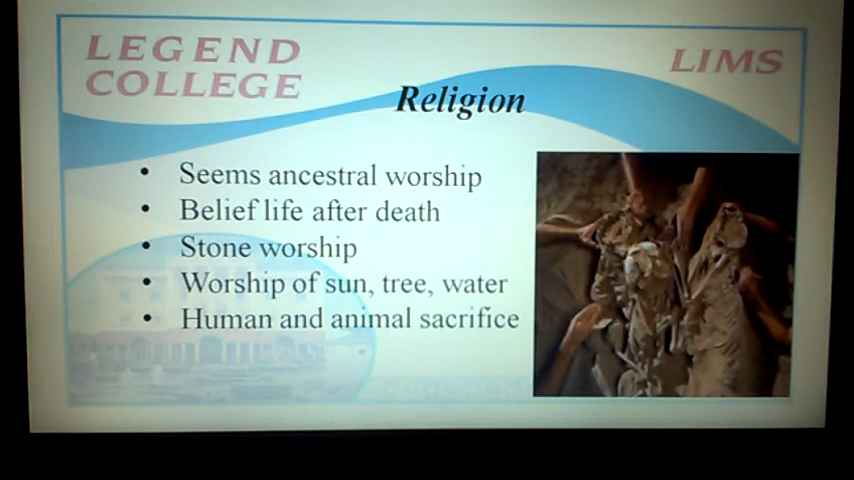 LEGEND
COLLEGE
LIMS
Religion
• Seems ancestral worship
• Belief life after death
• Stone worship
• Worship of sun, tree, water
• Human and animal sacrifice